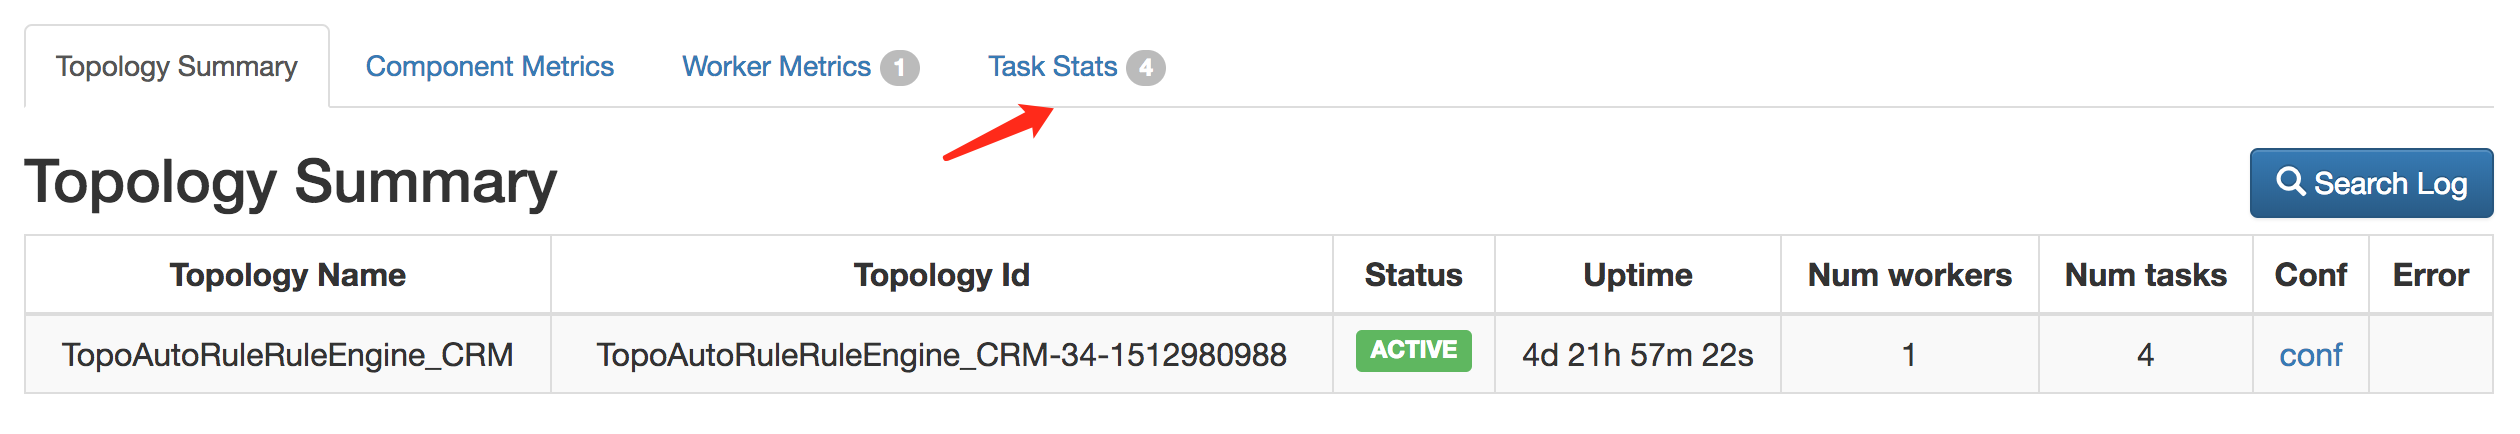 Topology Summary Component Metrics Worker Metrics 1 Task Stats 4
Topology Summary Search Log
Topology Name Topology Id Status Uptime Num workers Num tasks Conf Error
TopoAutoRuleRuleEngine_CRM TopoAutoRuleRuleEngine_CRM-34-1512980988 ACTIVE 4d 21h 57m 22s 1 4 conf